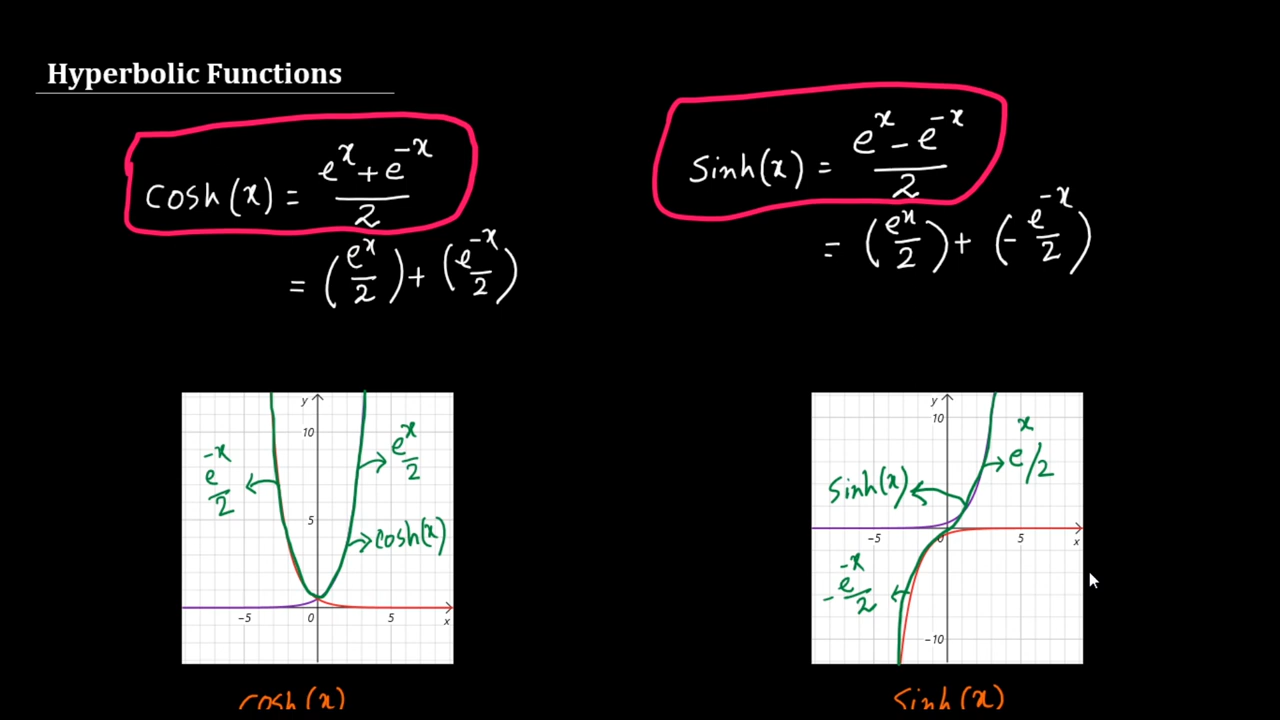 Hyperbolic Functions
cosh(x) = (e^x + e^-x)/2
= (e^x/2) + (e^-x/2)
Sinh(x) = (e^x - e^-x)/2
= (e^x/2) + (-e^-x/2)
y
10
5
-5
0
5
x
e^-x/2
e^x/2
cosh(x)
cosh(x)
y
10
-5
0
5
x
-10
Sinh(x)
e^x/2
-e^-x/2
Sinh(x)